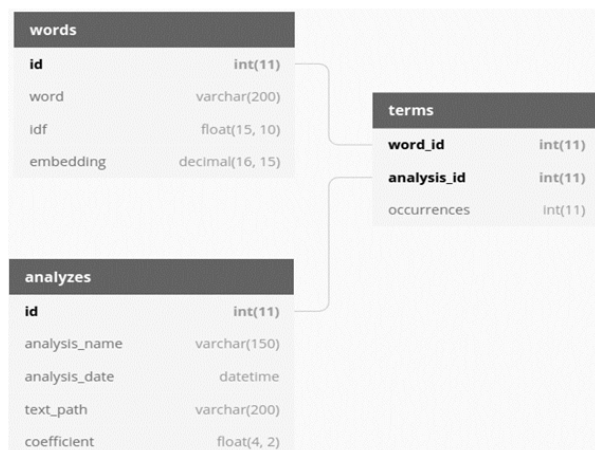 words
id int(11)
word varchar(200)
idf float(15, 10)
embedding decimal(16, 15)
terms
word_id int(11)
analysis_id int(11)
occurrences int(11)
analyzes
id int(11)
analysis_name varchar(150)
analysis_date datetime
text_path varchar(200)
coefficient float(4, 2)